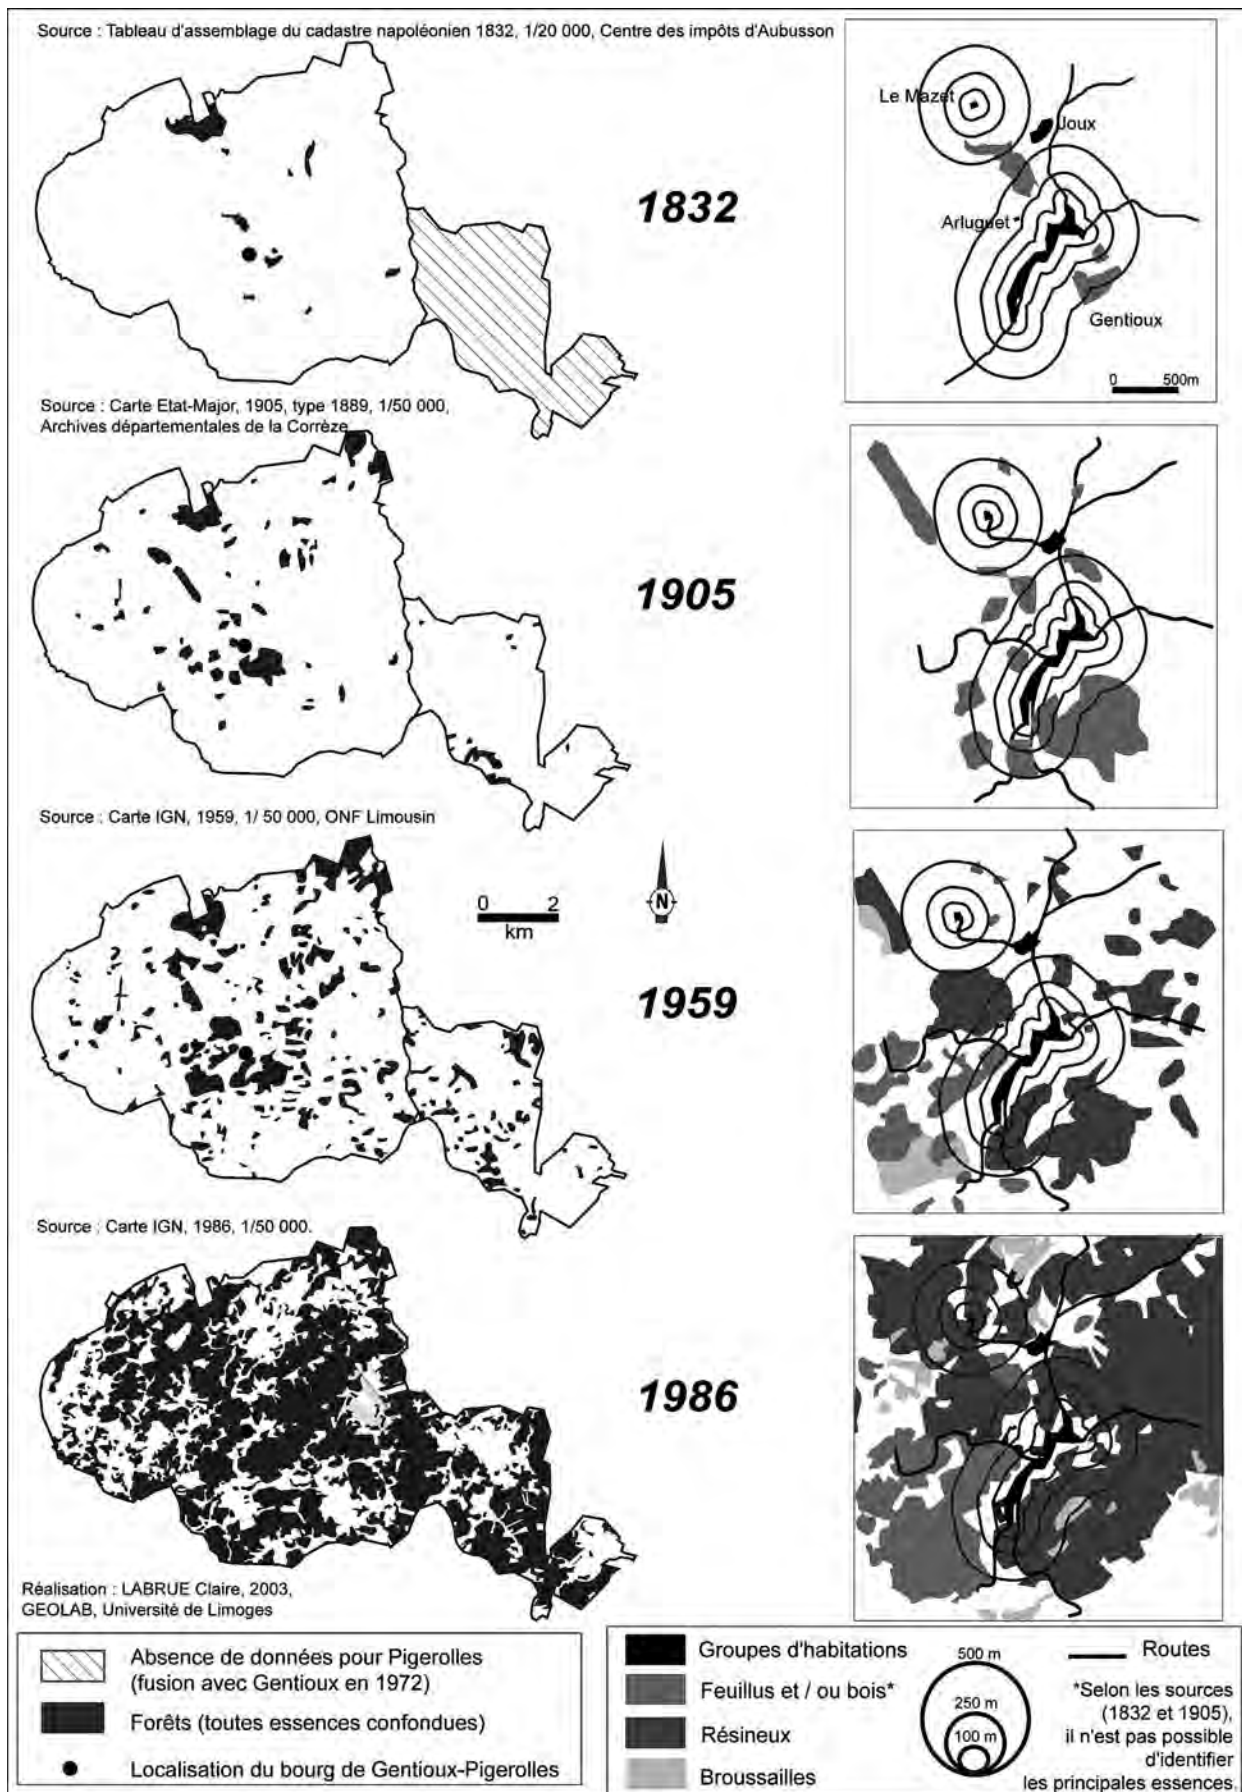 Source : Tableau d'assemblage du cadastre napoléonien 1832, 1/20 000, Centre des impôts d'Aubusson
1832
Le Mazet
Joux
Arluguet
Gentioux
0 500m
Source : Carte Etat-Major, 1905, type 1889, 1/50 000,
Archives départementales de la Corrèze
1905
Source : Carte IGN, 1959, 1/ 50 000, ONF Limousin
0 2
km
N
1959
Source : Carte IGN, 1986, 1/50 000.
1986
Réalisation : LABRUE Claire, 2003,
GEOLAB, Université de Limoges
Absence de données pour Pigerolles
(fusion avec Gentioux en 1972)
Forêts (toutes essences confondues)
Localisation du bourg de Gentioux-Pigerolles
Groupes d'habitations
Feuillus et / ou bois*
Résineux
Broussailles
500 m
250 m
100 m
Routes
*Selon les sources
(1832 et 1905),
il n'est pas possible
d'identifier
les principales essences.